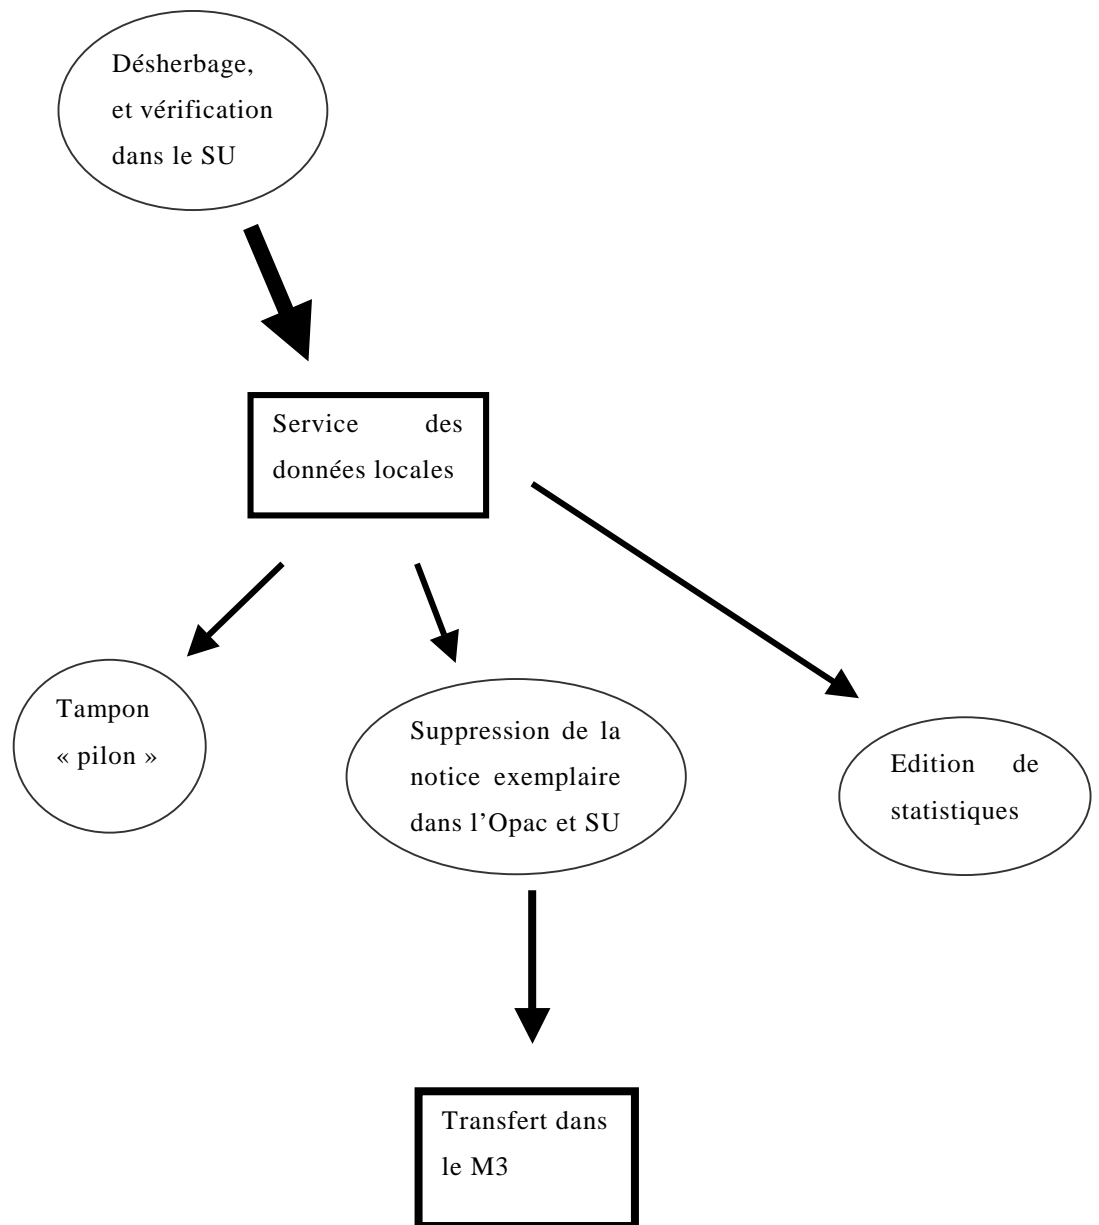 Désherbage,
et vérification
dans le SU
Service des
données locales
Tampon
« pilon »
Suppression de la
notice exemplaire
dans l’Opac et SU
Edition de
statistiques
Transfert dans
le M3